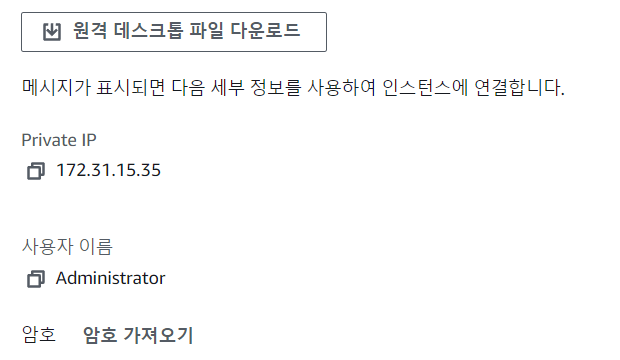 원격 데스크톱 파일 다운로드
메시지가 표시되면 다음 세부 정보를 사용하여 인스턴스에 연결합니다.
Private IP
172.31.15.35
사용자 이름
Administrator
암호 암호 가져오기